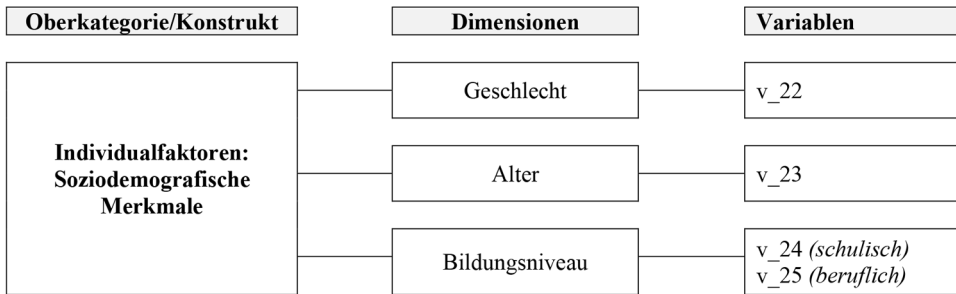 Oberkategorie/Konstrukt
Dimensionen
Variablen
Individualfaktoren:
Soziodemografische
Merkmale
Geschlecht
v_22
Alter
v_23
Bildungsniveau
v_24 (schulisch)
v_25 (beruflich)